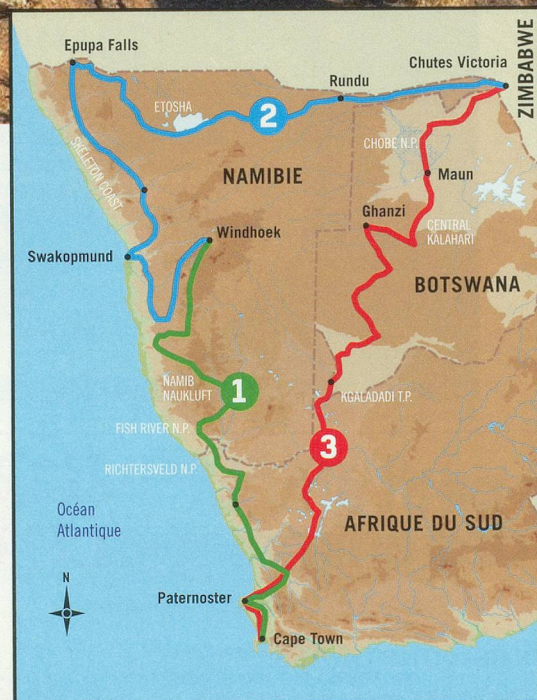 ZIMBABWE
Epupa Falls
Chutes Victoria
Rundu
ETOSHA
2
CHOBE N.P.
SKELETON COAST
NAMIBIE
Maun
Ghanzi
Windhoek
CENTRAL
KALAHARI
Swakopmund
BOTSWANA
NAMIB
NAUKLUFT
1
KGALADADI T.P.
FISH RIVER N.P.
3
RICHTERSVELD N.P.
Océan
Atlantique
AFRIQUE DU SUD
N
Paternoster
Cape Town